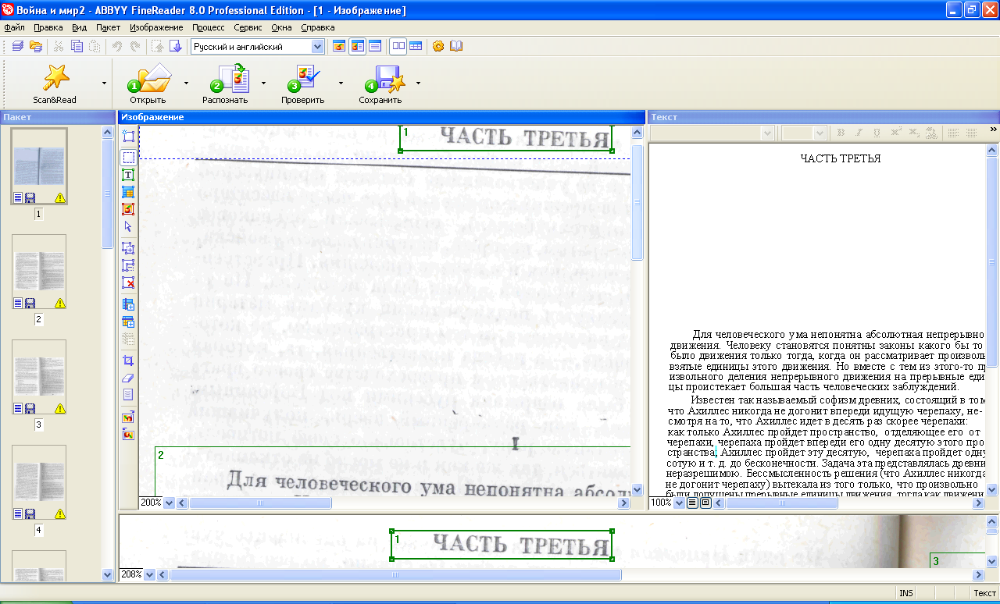 Война и мир2 - ABBYY FineReader 8.0 Professional Edition - [1 - Изображение]
Файл Правка Вид Пакет Изображение Процесс Сервис Окна Справка
Русский и английский
1 2 3 4
Scan&Read Открыть Распознать Проверить Сохранить
Пакет
1
2
3
4
Изображение
1 ЧАСТЬ ТРЕТЬЯ
I
2
Для человеческого ума непонятна
200%
Текст
ЧАСТЬ ТРЕТЬЯ
Для человеческого ума непонятна абсолютная непрерывно
движения. Человеку становятся понятны законы какого бы то
было движения только тогда, когда он рассматривает произволь
взятые единицы этого движения. Но вместе с тем из этого-то пр
извольного деления непрерывного движения на прерывные еди
цы проистекает большая часть человеческих заблуждений.
Известен так называемый софизм древних, состоящий в том
что Ахиллес никогда не догонит впереди идущую черепаху, не-
смотря на то, что Ахиллес идет в десять раз скорее черепахи:
как только Ахиллес пройдет пространство, отделяющее его от
черепахи, черепаха пройдет впереди его одну десятую этого про
странства, Ахиллес пройдет эту десятую, черепаха пройдет одну
сотую и т. д. до бесконечности. Задача эта представлялась древни
неразрешимою. Бессмысленность решения (что Ахиллес никогда
не догонит черепаху) вытекала из того только, что произвольно
были допущены прерывные единицы движения, тогда как движени
100%
1 ЧАСТЬ ТРЕТЬЯ
3
208%
INS Текст